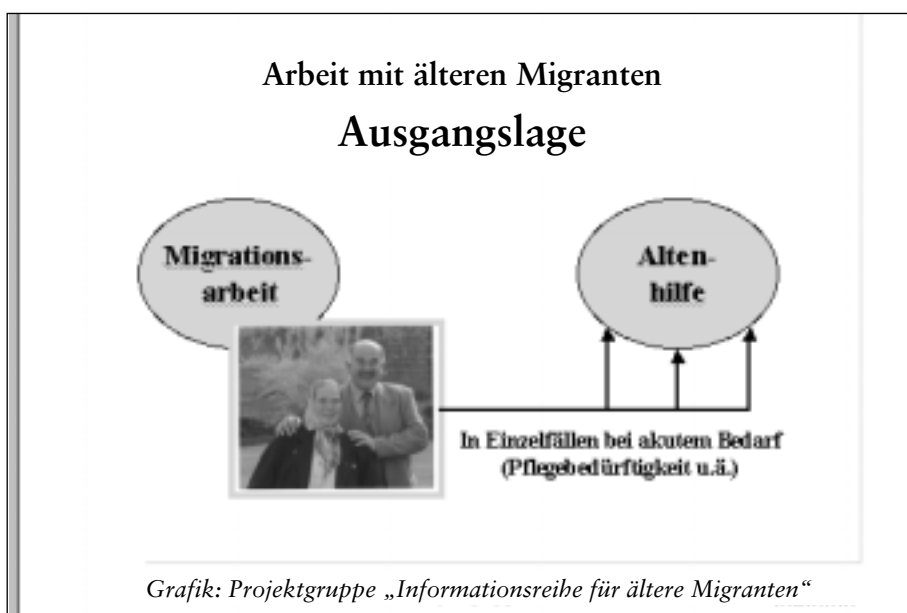 Arbeit mit älteren Migranten
Ausgangslage
Migrations-
arbeit
Alten-
hilfe
In Einzelfällen bei akutem Bedarf
(Pflegebedürftigkeit u.ä.)
Grafik: Projektgruppe „Informationsreihe für ältere Migranten“